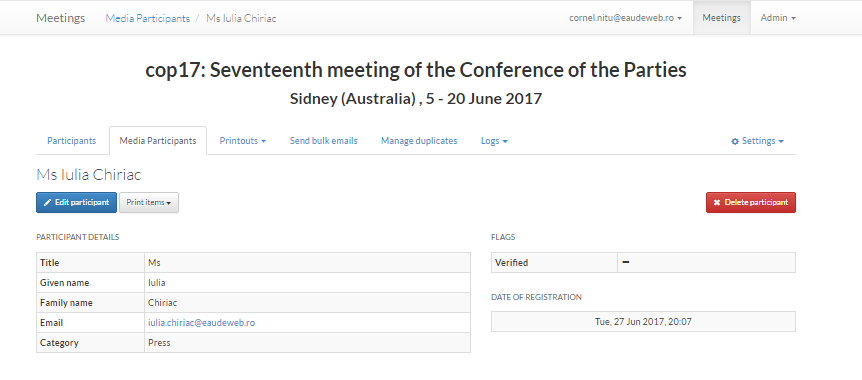 Meetings Media Participants / Ms Iulia Chiriac cornel.nitu@eaudeweb.ro Meetings Admin
cop17: Seventeenth meeting of the Conference of the Parties
Sidney (Australia) , 5 - 20 June 2017
Participants Media Participants Printouts Send bulk emails Manage duplicates Logs Settings
Ms Iulia Chiriac
Edit participant Print items Delete participant
PARTICIPANT DETAILS
Title Ms
Given name Iulia
Family name Chiriac
Email iulia.chiriac@eaudeweb.ro
Category Press
FLAGS
Verified –
DATE OF REGISTRATION
Tue, 27 Jun 2017, 20:07